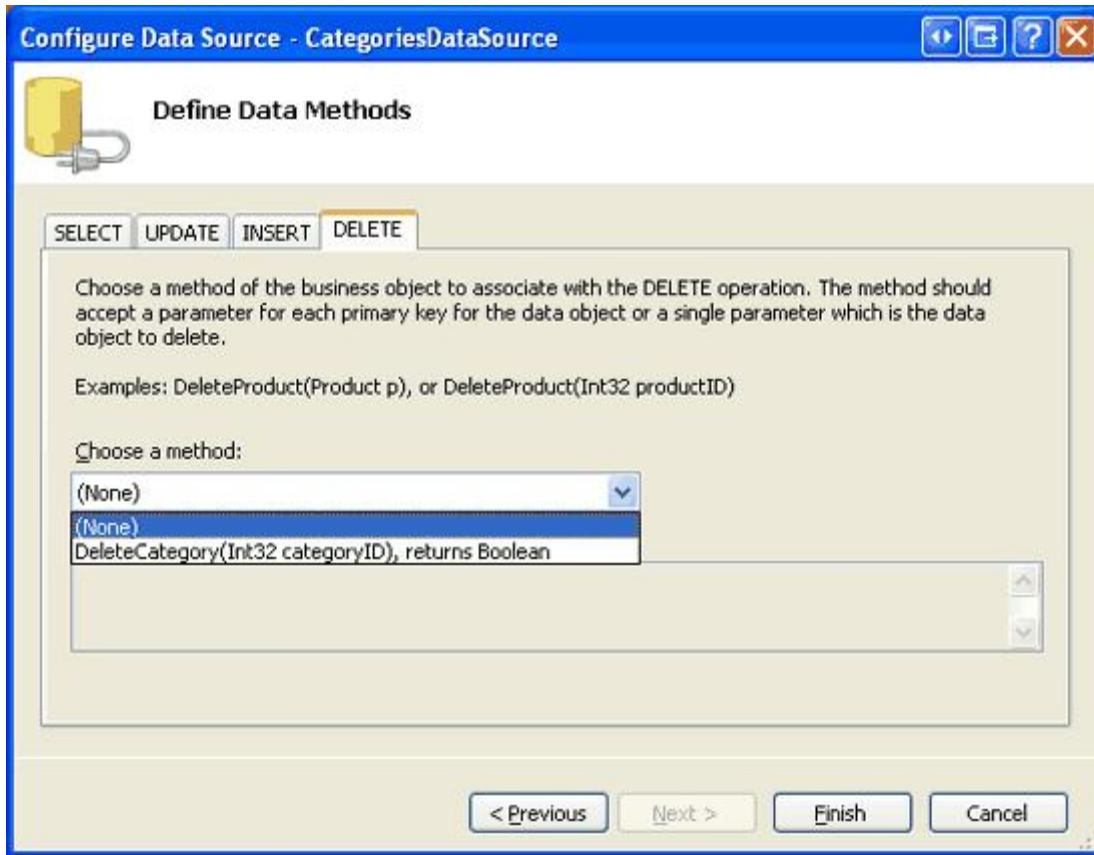 Configure Data Source - CategoriesDataSource
Define Data Methods
SELECT UPDATE INSERT DELETE
Choose a method of the business object to associate with the DELETE operation. The method should
accept a parameter for each primary key for the data object or a single parameter which is the data
object to delete.
Examples: DeleteProduct(Product p), or DeleteProduct(Int32 productID)
Choose a method:
(None)
(None)
DeleteCategory(Int32 categoryID), returns Boolean
< Previous Next > Finish Cancel